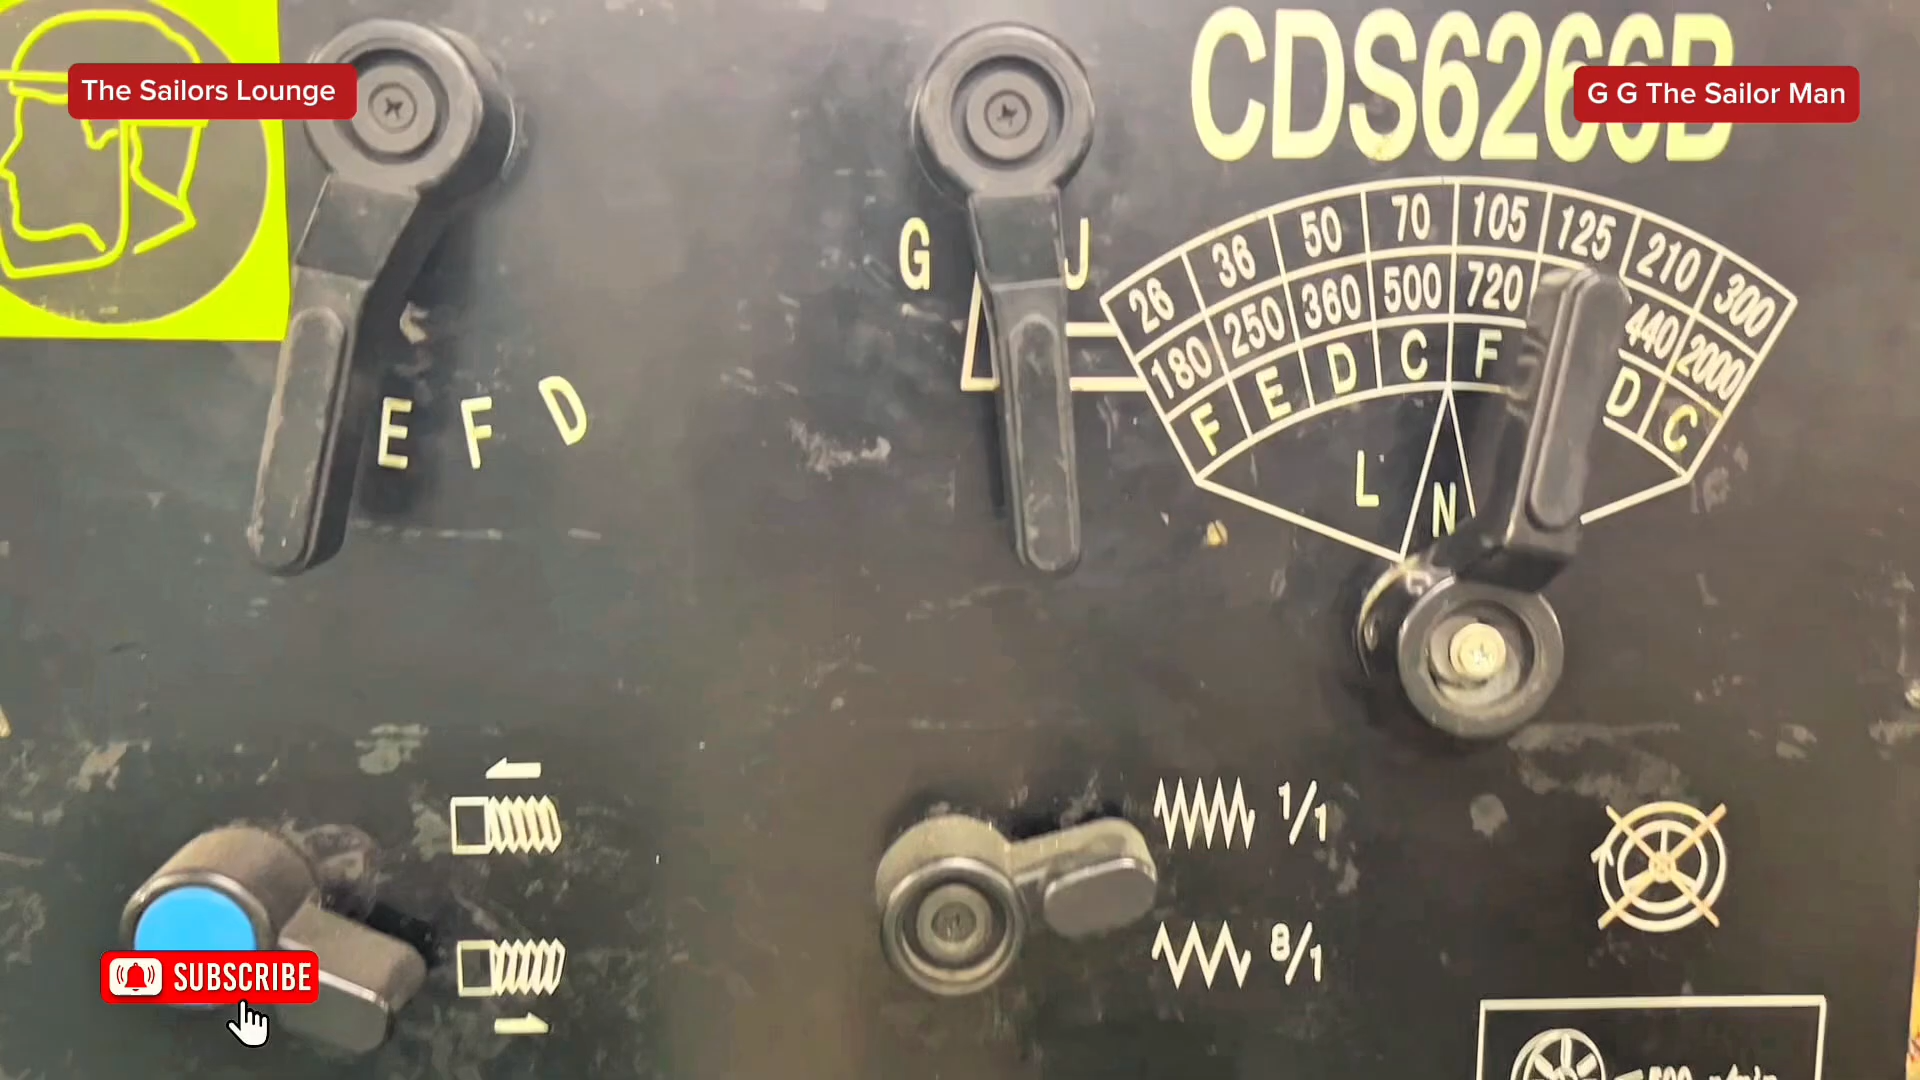 The Sailors Lounge
G G The Sailor Man
CDS6266B
G J
26 36 50 70 105 125 210 300
180 250 360 500 720 440 2000
F E D C F D C
E F D
L N
1/1
8/1
SUBSCRIBE